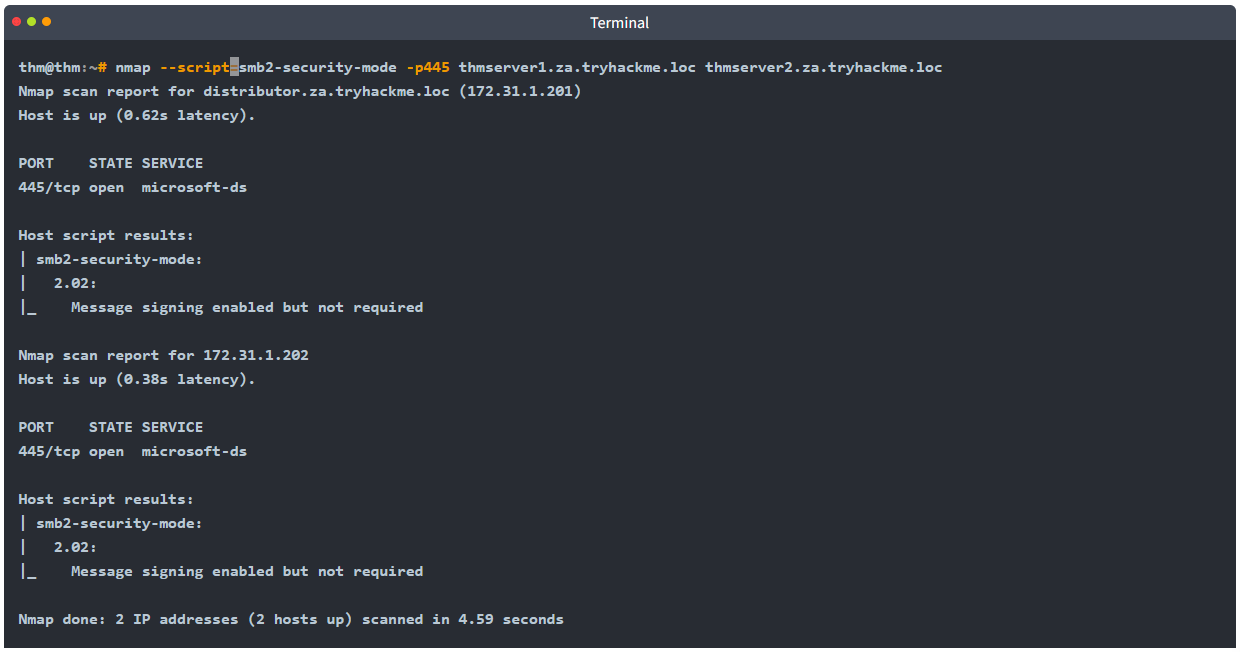 Terminal
thm@thm:~# nmap --script=smb2-security-mode -p445 thmserver1.za.tryhackme.loc thmserver2.za.tryhackme.loc
Nmap scan report for distributor.za.tryhackme.loc (172.31.1.201)
Host is up (0.62s latency).
PORT    STATE SERVICE
445/tcp open  microsoft-ds
Host script results:
| smb2-security-mode:
|   2.02:
|_    Message signing enabled but not required
Nmap scan report for 172.31.1.202
Host is up (0.38s latency).
PORT    STATE SERVICE
445/tcp open  microsoft-ds
Host script results:
| smb2-security-mode:
|   2.02:
|_    Message signing enabled but not required
Nmap done: 2 IP addresses (2 hosts up) scanned in 4.59 seconds